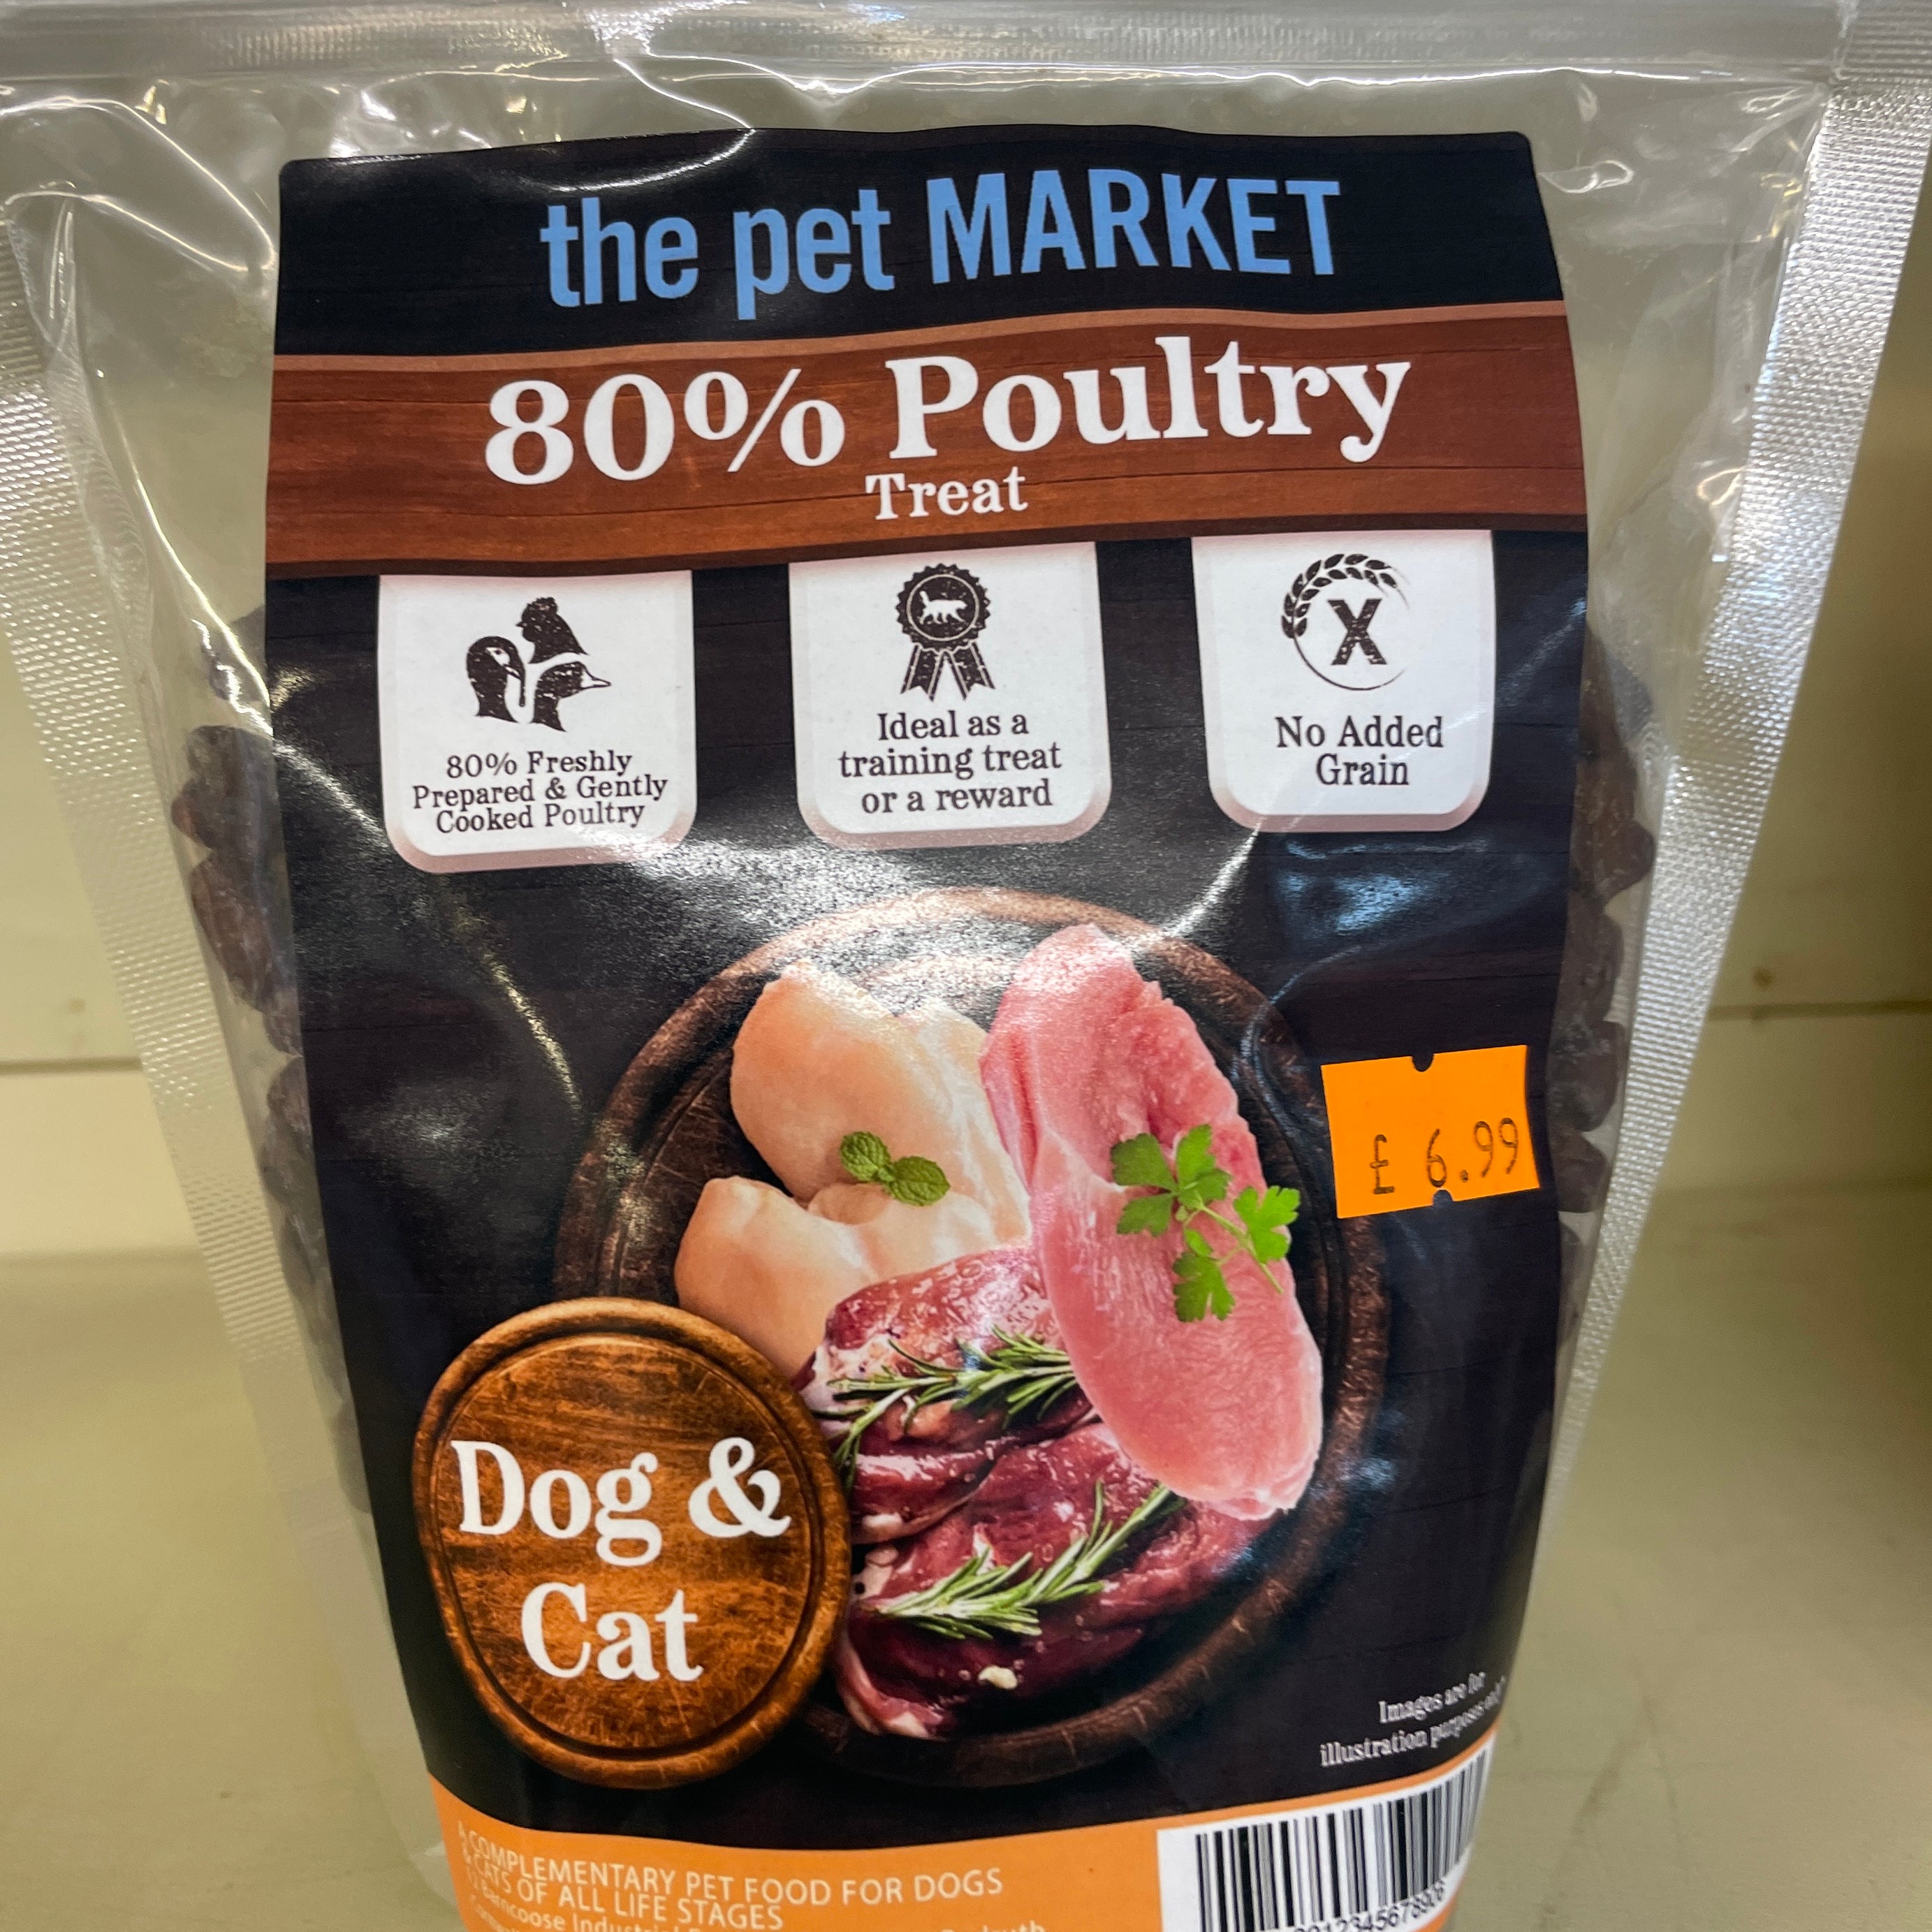 the pet MARKET
80% Poultry
Treat
80% Freshly
Prepared & Gently
Cooked Poultry
Ideal as a
training treat
or a reward
X
No Added
Grain
£ 6.99
Dog &
Cat
Images are for
illustration purposes only
A COMPLEMENTARY PET FOOD FOR DOGS
& CATS OF ALL LIFE STAGES